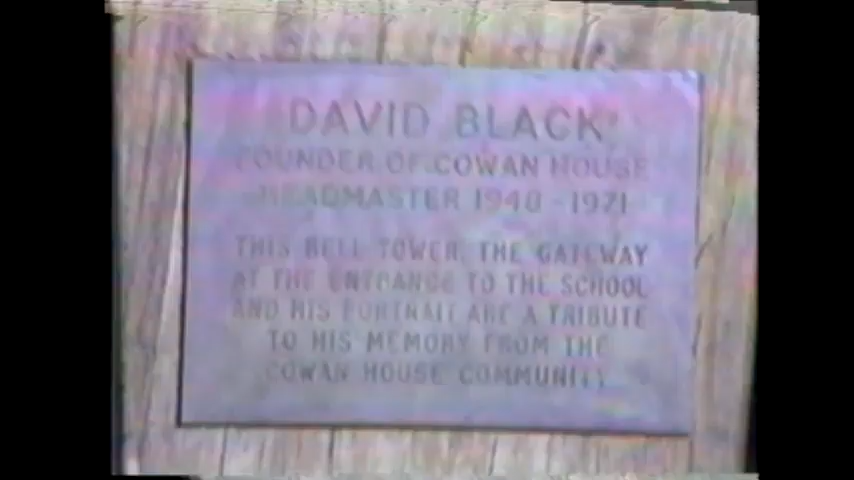 DAVID BLACK
FOUNDER OF COWAN HOUSE
HEADMASTER 1948 - 1971
THIS BELL TOWER, THE GATEWAY
AT THE ENTRANCE TO THE SCHOOL
AND HIS PORTRAIT ARE A TRIBUTE
TO HIS MEMORY FROM THE
COWAN HOUSE COMMUNITY